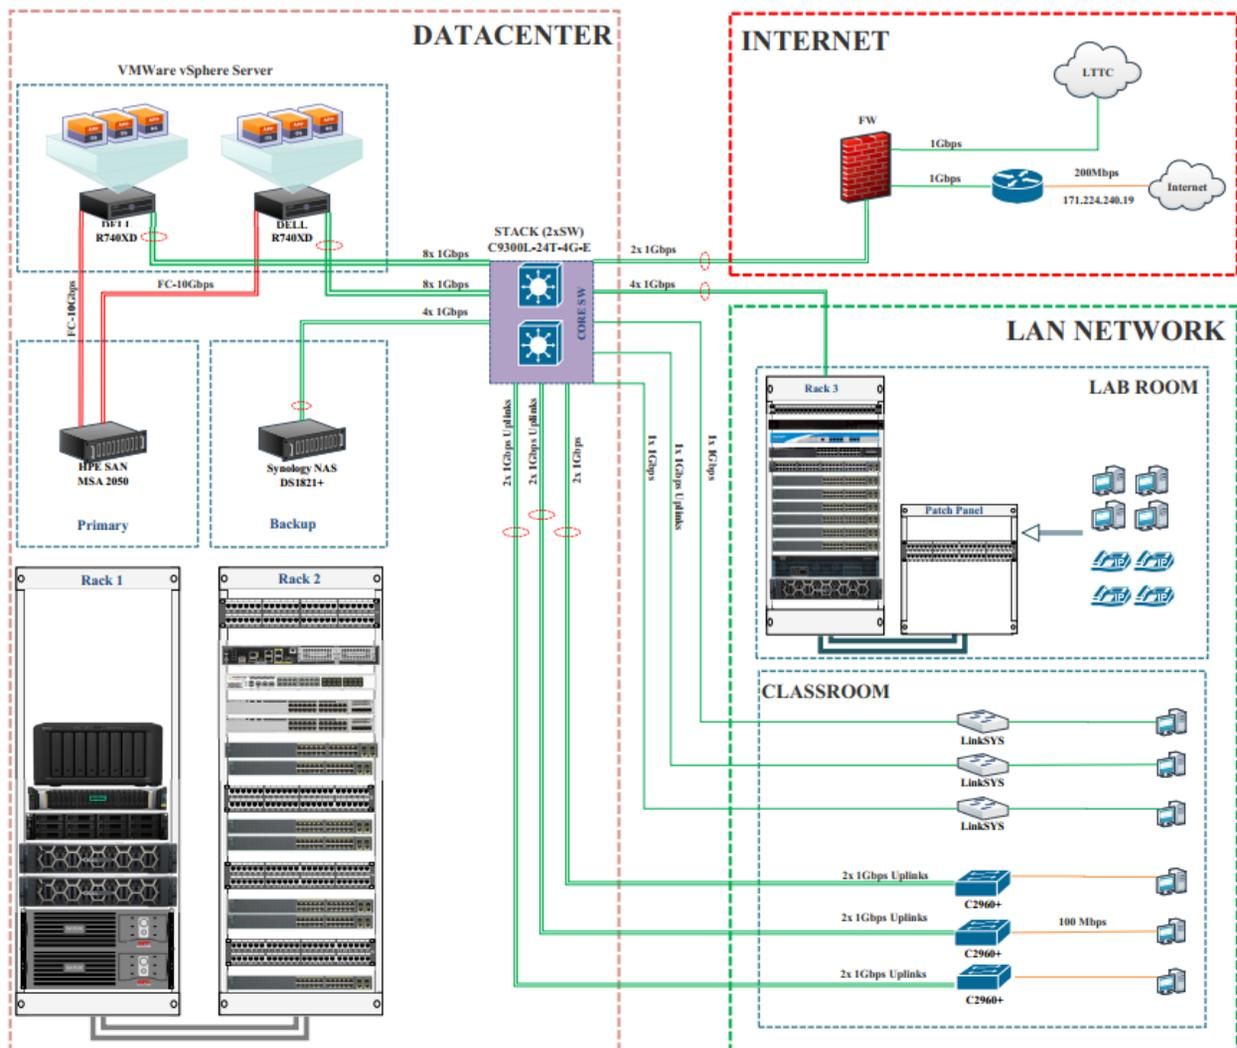 DATACENTER
VMWare vSphere Server
DELL
R740XD
DELL
R740XD
FC-10Gbps
FC-10Gbps
8x 1Gbps
8x 1Gbps
4x 1Gbps
STACK (2xSW)
C9300L-24T-4G-E
CORE SW
HPE SAN
MSA 2050
Primary
Synology NAS
DS1821+
Backup
Rack 1
Rack 2
2x 1Gbps Uplinks
2x 1Gbps Uplinks
2x 1Gbps
1x 1Gbps
1x 1Gbps Uplinks
1x 1Gbps
INTERNET
LTTC
FW
1Gbps
1Gbps
200Mbps
171.224.240.19
Internet
2x 1Gbps
4x 1Gbps
LAN NETWORK
LAB ROOM
Rack 3
Patch Panel
IP
IP
IP
IP
CLASSROOM
LinkSYS
LinkSYS
LinkSYS
2x 1Gbps Uplinks
C2960+
2x 1Gbps Uplinks
100 Mbps
C2960+
2x 1Gbps Uplinks
C2960+